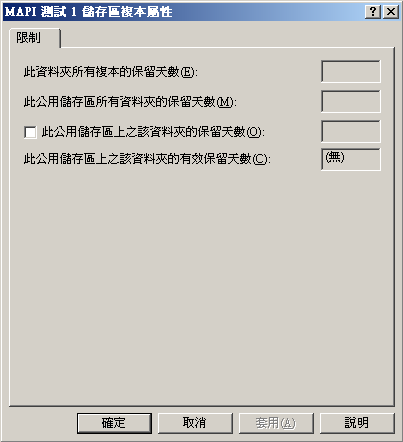 MAPI 測試 1 儲存區複本屬性
限制
此資料夾所有複本的保留天數(E):
此公用儲存區所有資料夾的保留天數(M):
此公用儲存區上之該資料夾的保留天數(O):
此公用儲存區上之該資料夾的有效保留天數(C): (無)
確定 取消 套用(A) 說明